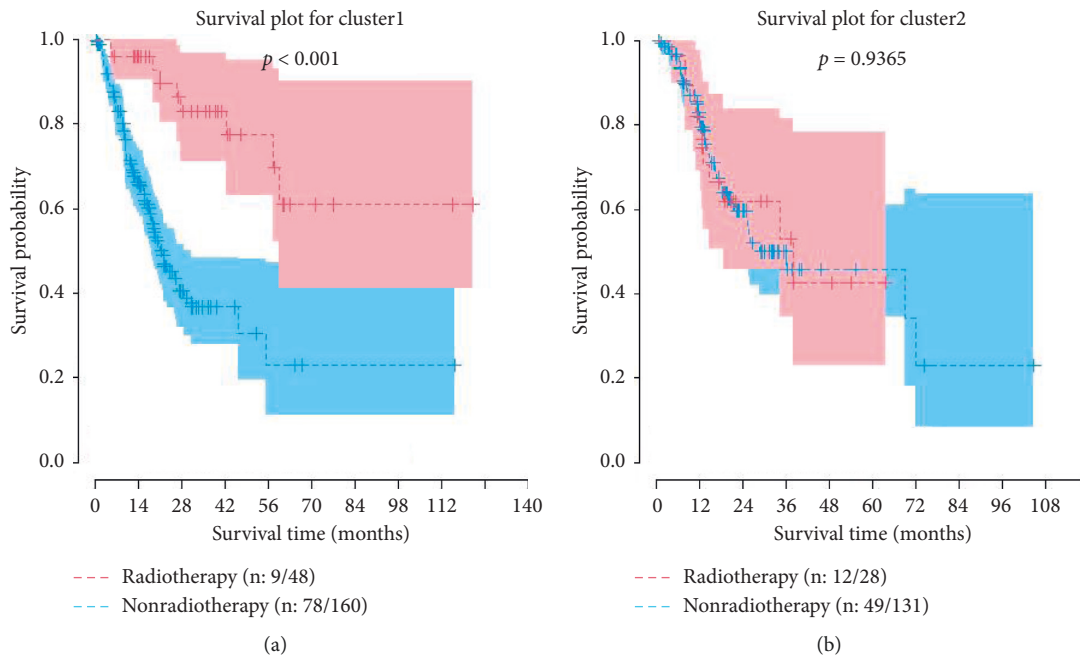 Survival plot for cluster1
p < 0.001
1.0
0.8
0.6
0.4
0.2
0.0
Survival probability
0 14 28 42 56 70 84 98 112 140
Survival time (months)
Radiotherapy (n: 9/48)
Nonradiotherapy (n: 78/160)
(a)
Survival plot for cluster2
p = 0.9365
1.0
0.8
0.6
0.4
0.2
0.0
Survival probability
0 12 24 36 48 60 72 84 96 108
Survival time (months)
Radiotherapy (n: 12/28)
Nonradiotherapy (n: 49/131)
(b)